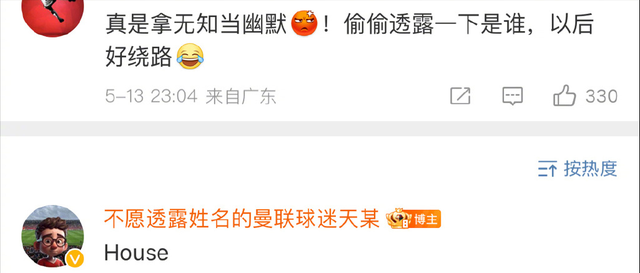 真是拿无知当幽默😡！偷偷透露一下是谁，以后
好绕路😂
5-13 23:04 来自广东
330
按热度
不愿透露姓名的曼联球迷天某
博主
House